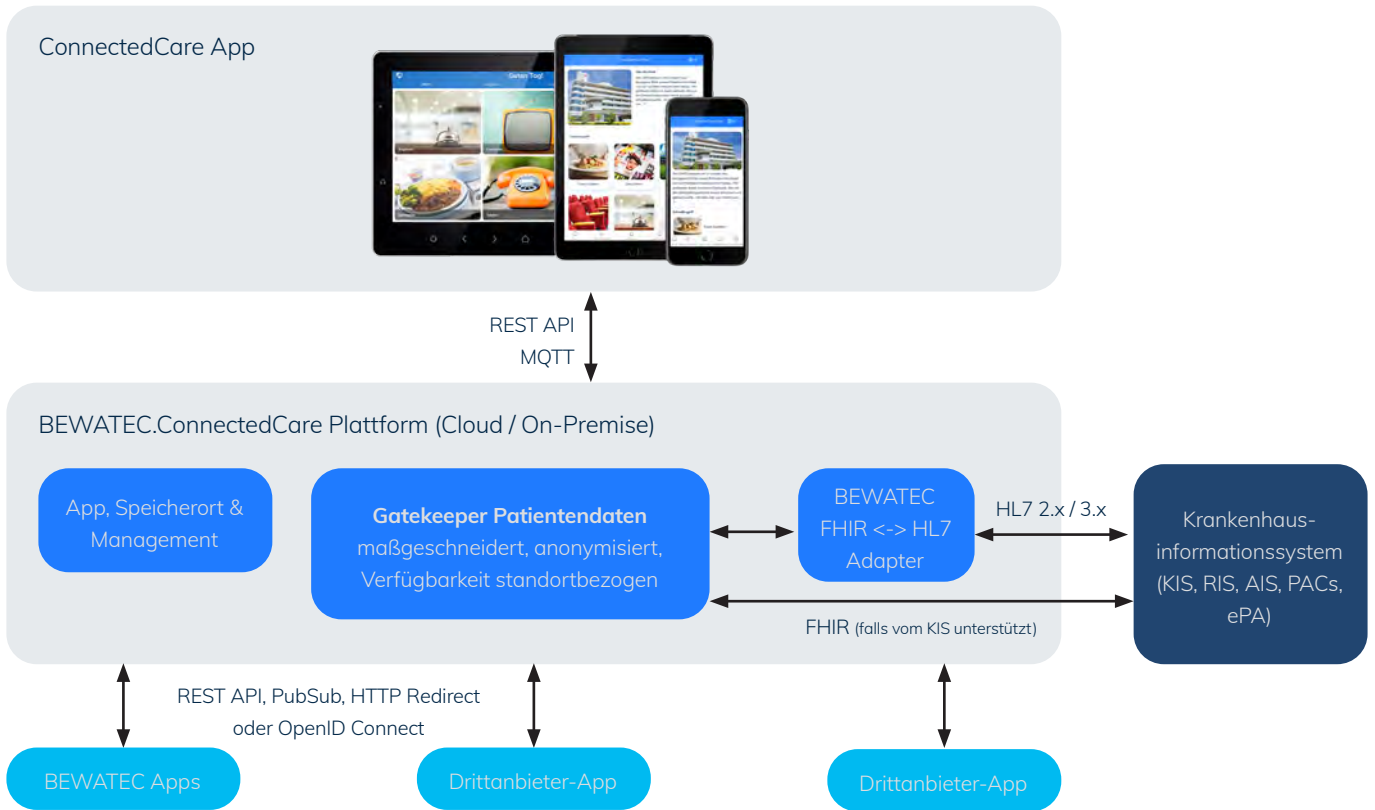 ConnectedCare App
Guten Tag!
REST API
MQTT
BEWATEC.ConnectedCare Plattform (Cloud / On-Premise)
App, Speicherort &
Management
Gatekeeper Patientendaten
maßgeschneidert, anonymisiert,
Verfügbarkeit standortbezogen
BEWATEC
FHIR <-> HL7
Adapter
HL7 2.x / 3.x
Krankenhaus-
informationssystem
(KIS, RIS, AIS, PACs,
ePA)
FHIR (falls vom KIS unterstützt)
REST API, PubSub, HTTP Redirect
oder OpenID Connect
BEWATEC Apps
Drittanbieter-App
Drittanbieter-App